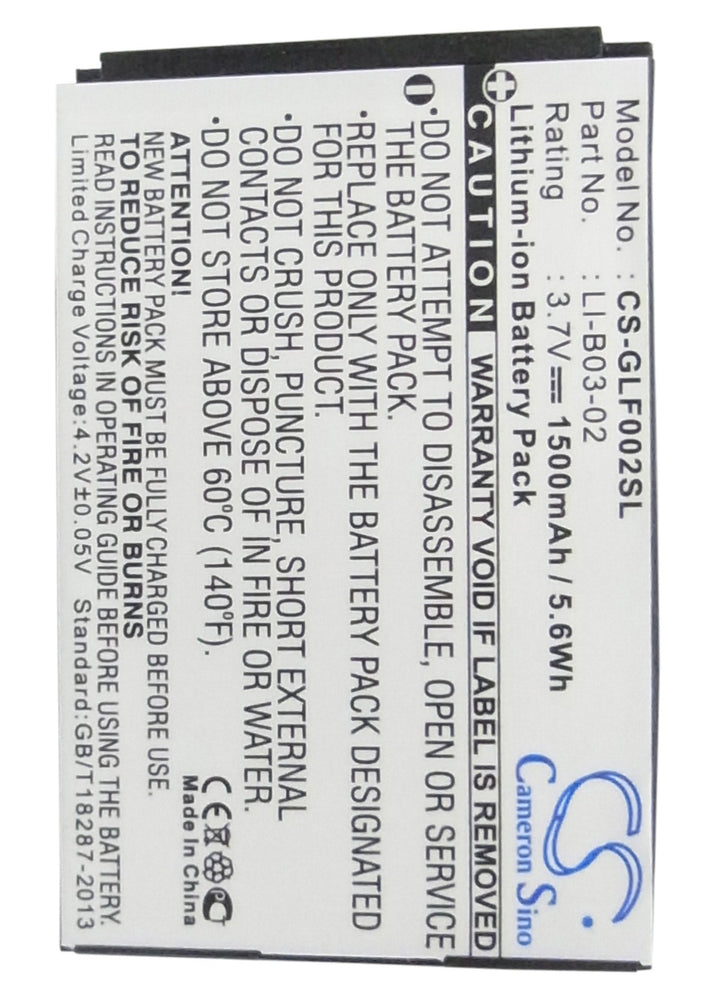 Model No. : CS-GLF002SL
Part No. : LI-B03-02
Rating : 3.7V⎓ 1500mAh / 5.6Wh
Lithium-ion Battery Pack
CS
Cameron Sino
CAUTION WARRANTY VOID IF LABEL IS REMOVED
•DO NOT ATTEMPT TO DISASSEMBLE, OPEN OR SERVICE
THE BATTERY PACK.
•REPLACE ONLY WITH THE BATTERY PACK DESIGNATED
FOR THIS PRODUCT.
•DO NOT CRUSH, PUNCTURE, SHORT EXTERNAL
CONTACTS OR DISPOSE OF IN FIRE OR WATER.
•DO NOT STORE ABOVE 60ºC (140ºF).
ATTENTION!
NEW BATTERY PACK MUST BE FULLY CHARGED BEFORE USE.
TO REDUCE RISK OF FIRE OR BURNS
READ INSTRUCTIONS IN OPERATING GUIDE BEFORE USING THE BATTERY.
Limited Charge Voltage:4.2V±0.05V Standard:GB/T18287-2013
CE
Made In China